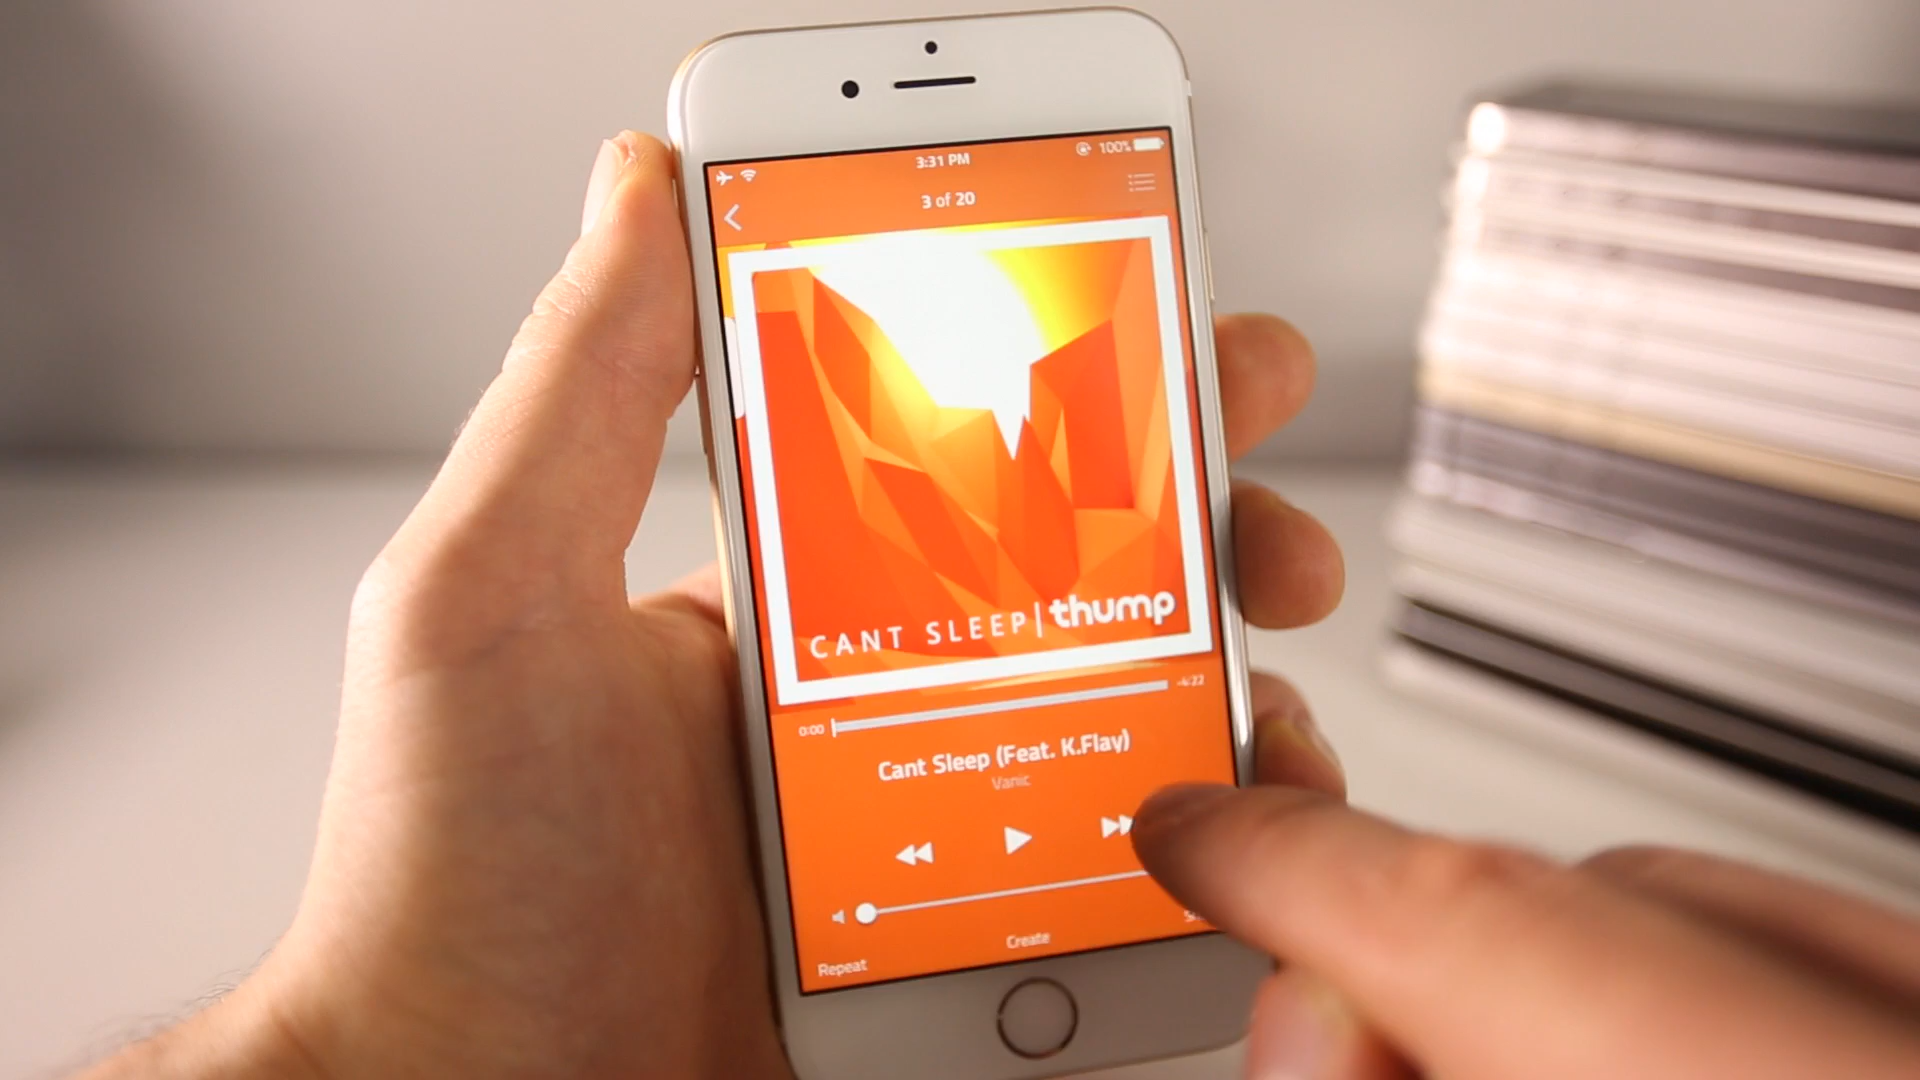 3:31 PM
100%
3 of 20
CANT SLEEP|thump
0:00
-4:22
Cant Sleep (Feat. K.Flay)
Vanic
Repeat
Create